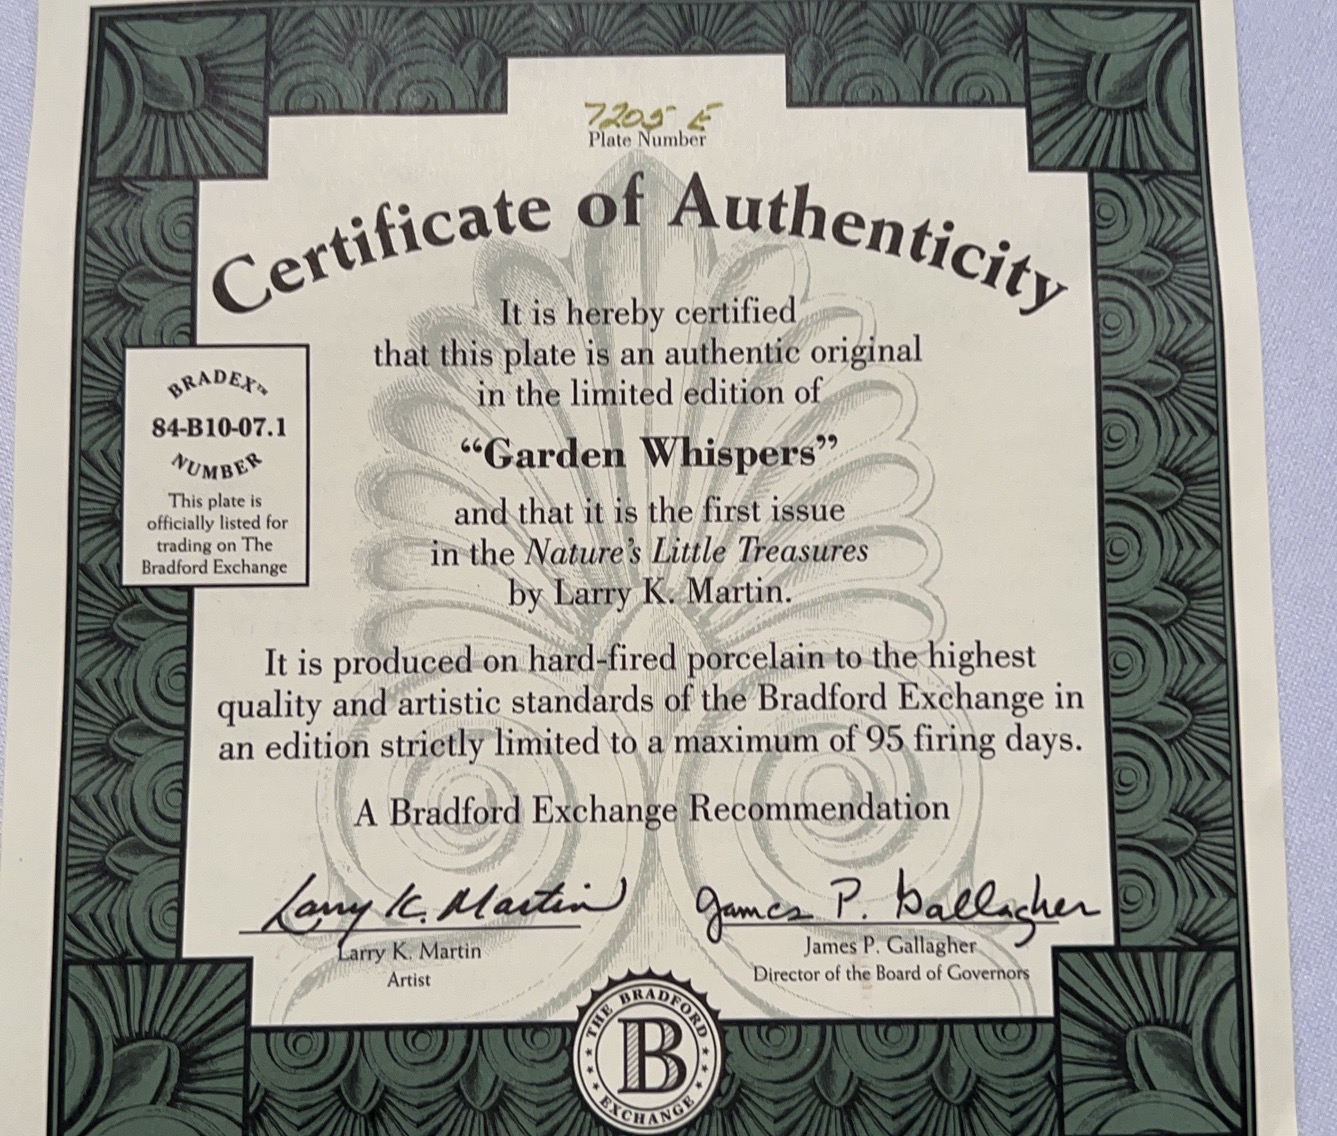 7205 E
Plate Number
Certificate of Authenticity
It is hereby certified
that this plate is an authentic original
in the limited edition of
“Garden Whispers”
and that it is the first issue
in the Nature's Little Treasures
by Larry K. Martin.
BRADEX™
84-B10-07.1
NUMBER
This plate is
officially listed for
trading on The
Bradford Exchange
It is produced on hard-fired porcelain to the highest
quality and artistic standards of the Bradford Exchange in
an edition strictly limited to a maximum of 95 firing days.
A Bradford Exchange Recommendation
Larry K. Martin
Larry K. Martin
Artist
James P. Gallagher
James P. Gallagher
Director of the Board of Governors
THE BRADFORD
B
EXCHANGE